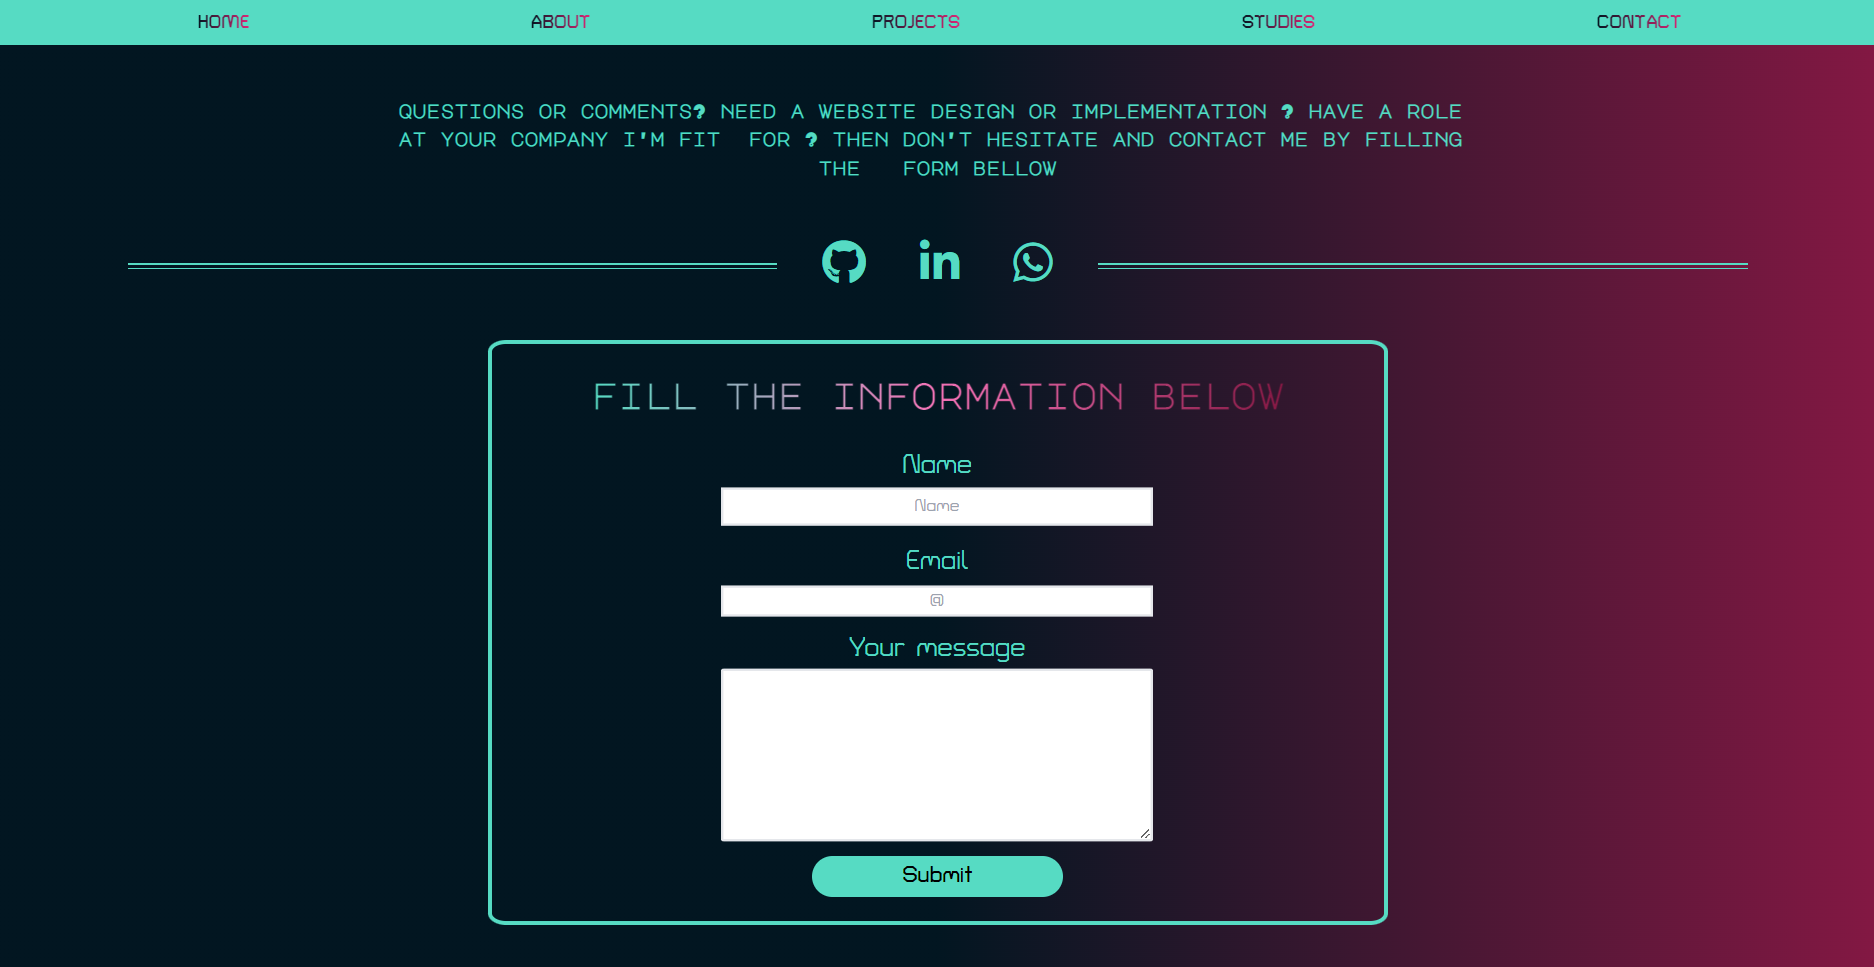 HOME ABOUT PROJECTS STUDIES CONTACT
QUESTIONS OR COMMENTS? NEED A WEBSITE DESIGN OR IMPLEMENTATION ? HAVE A ROLE
AT YOUR COMPANY I'M FIT FOR ? THEN DON'T HESITATE AND CONTACT ME BY FILLING
THE FORM BELLOW
in
FILL THE INFORMATION BELOW
Name
Name
Email
@
Your message
Submit